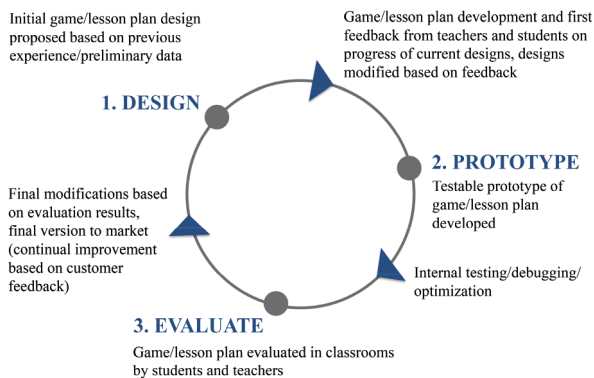 Initial game/lesson plan design
proposed based on previous
experience/preliminary data
1. DESIGN
Game/lesson plan development and first
feedback from teachers and students on
progress of current designs, designs
modified based on feedback
2. PROTOTYPE
Testable prototype of
game/lesson plan
developed
Internal testing/debugging/
optimization
3. EVALUATE
Game/lesson plan evaluated in classrooms
by students and teachers
Final modifications based
on evaluation results,
final version to market
(continual improvement
based on customer
feedback)